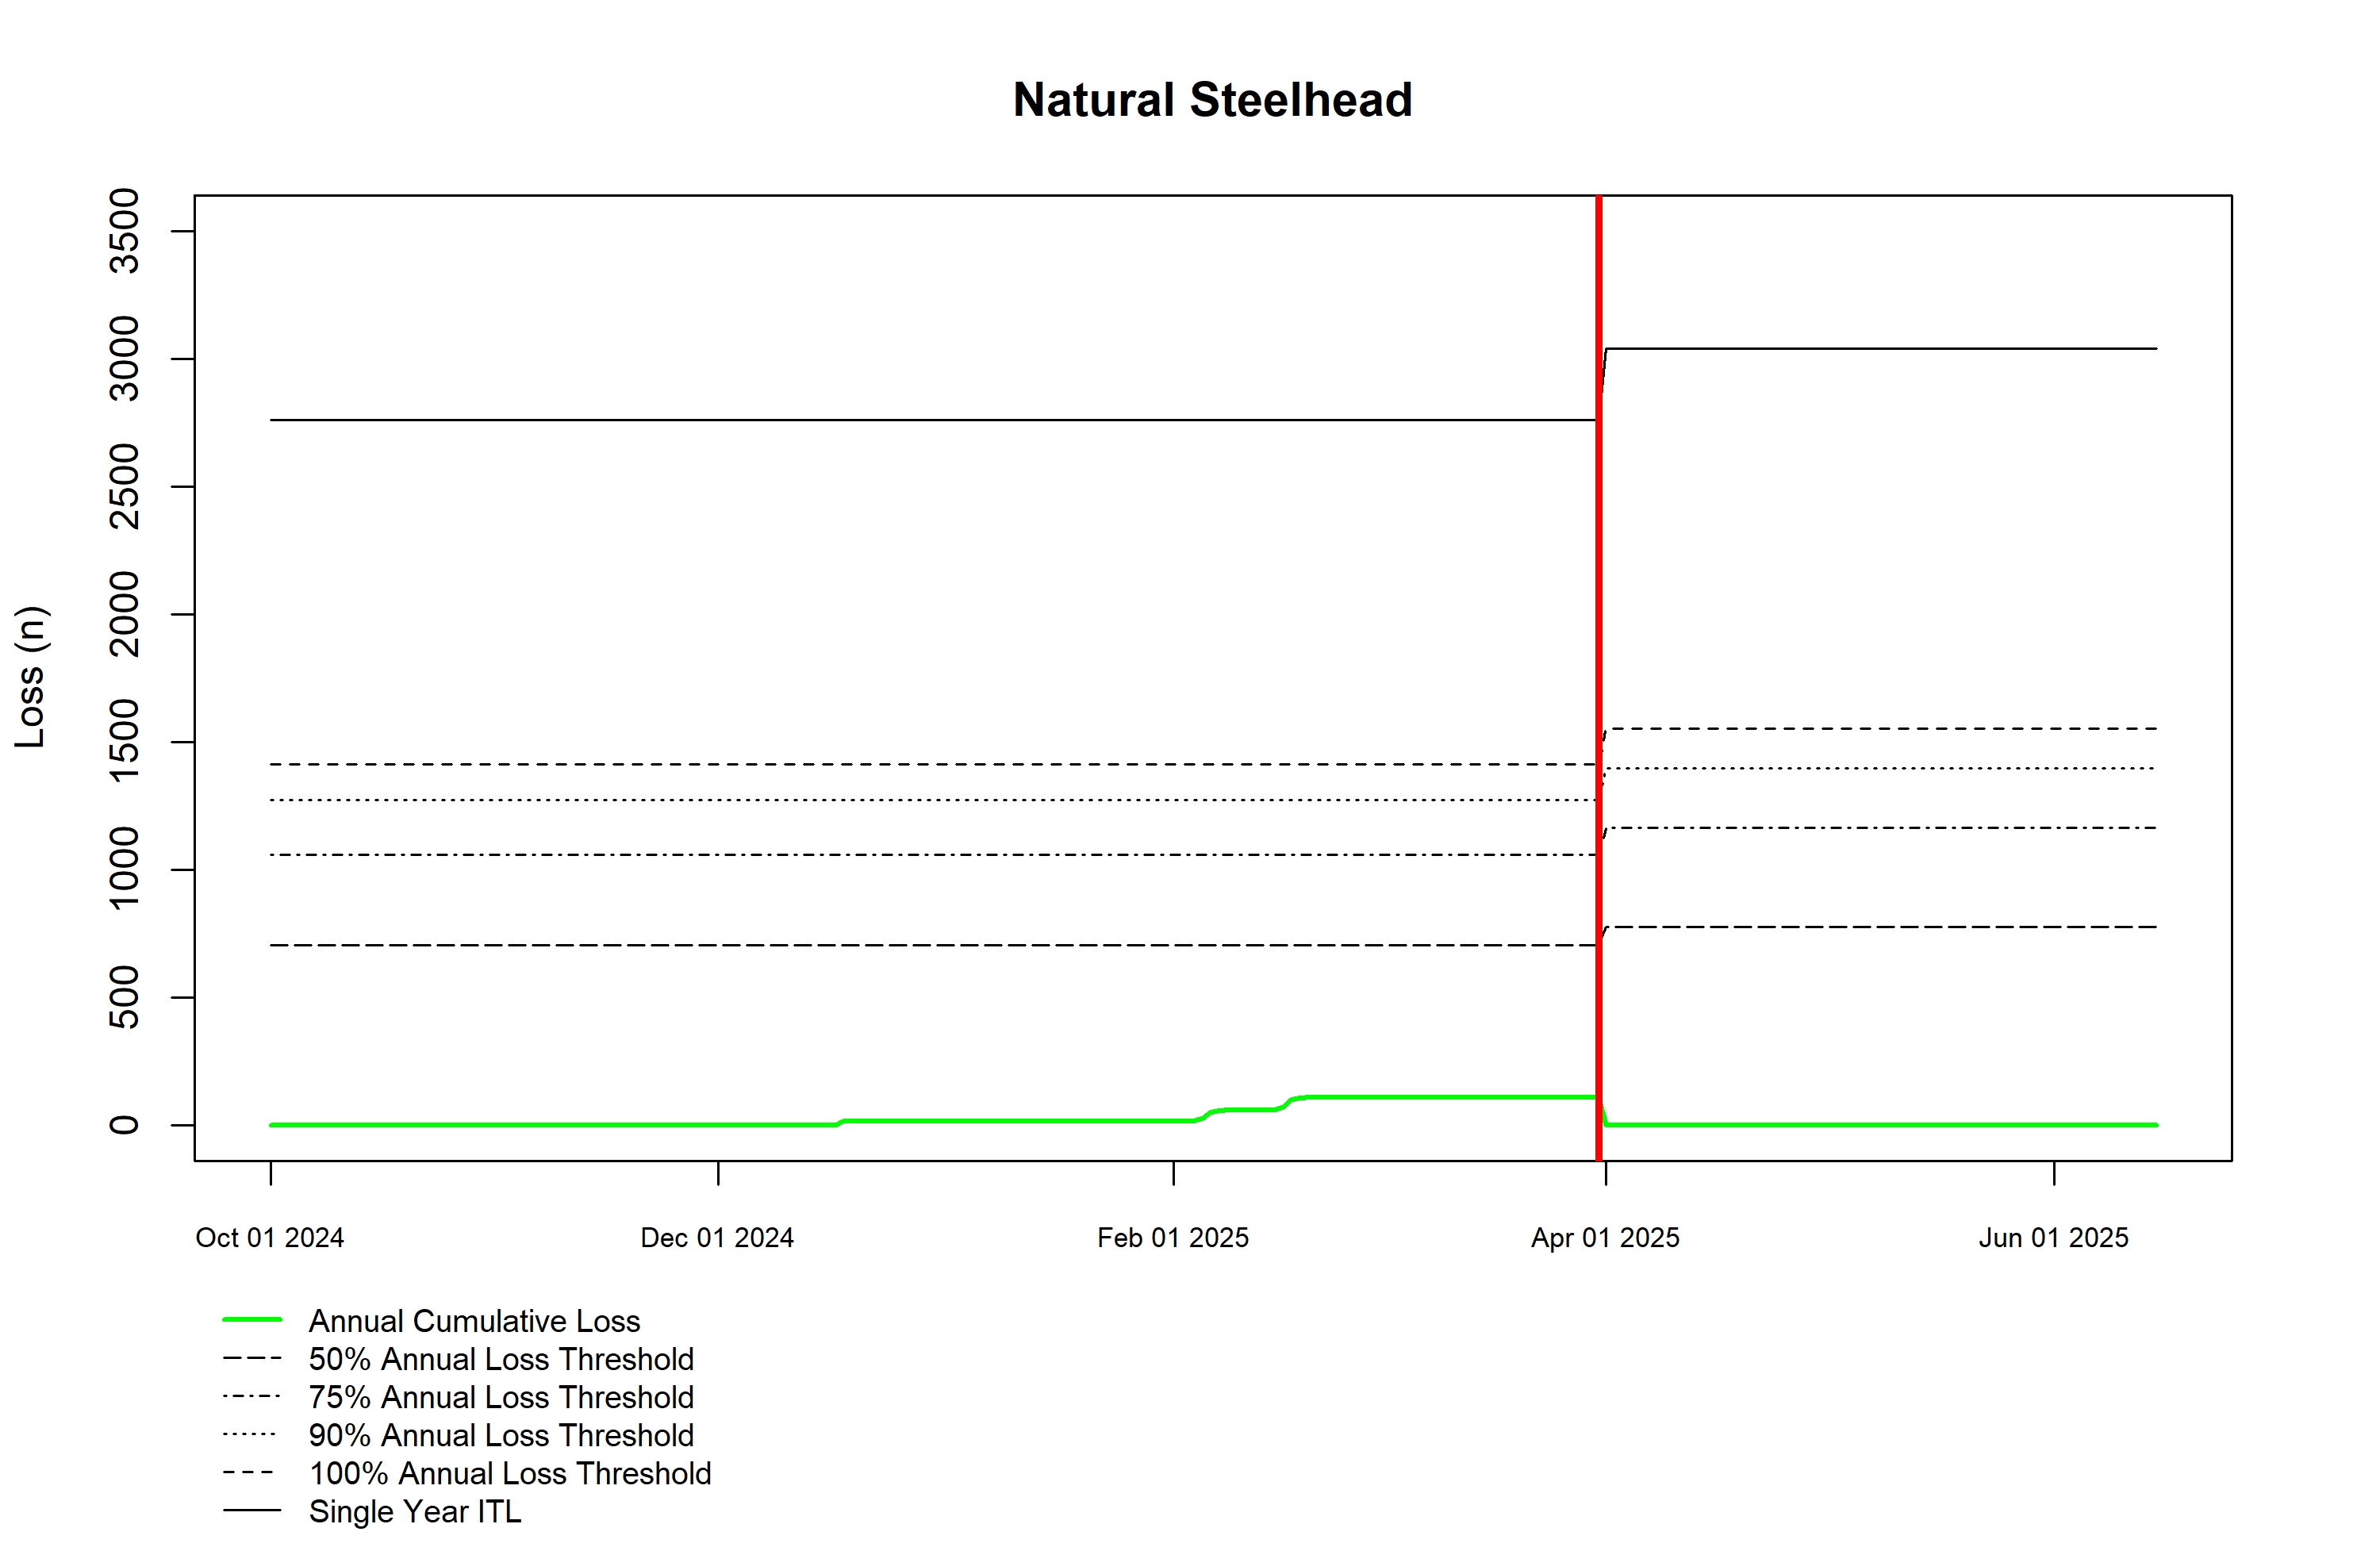 Natural Steelhead
Loss (n)
3500
3000
2500
2000
1500
1000
500
0
Oct 01 2024
Dec 01 2024
Feb 01 2025
Apr 01 2025
Jun 01 2025
Annual Cumulative Loss
50% Annual Loss Threshold
75% Annual Loss Threshold
90% Annual Loss Threshold
100% Annual Loss Threshold
Single Year ITL